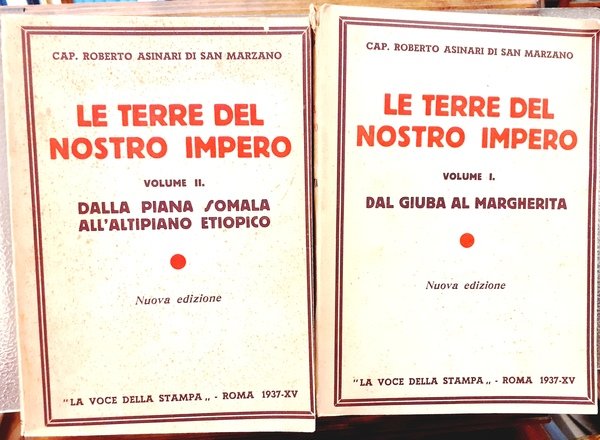 CAP. ROBERTO ASINARI DI SAN MARZANO
LE TERRE DEL
NOSTRO IMPERO
VOLUME II.
DALLA PIANA SOMALA
ALL'ALTIPIANO ETIOPICO
Nuova edizione
"LA VOCE DELLA STAMPA„ - ROMA 1937-XV
CAP. ROBERTO ASINARI DI SAN MARZANO
LE TERRE DEL
NOSTRO IMPERO
VOLUME I.
DAL GIUBA AL MARGHERITA
Nuova edizione
"LA VOCE DELLA STAMPA„ - ROMA 1937-XV